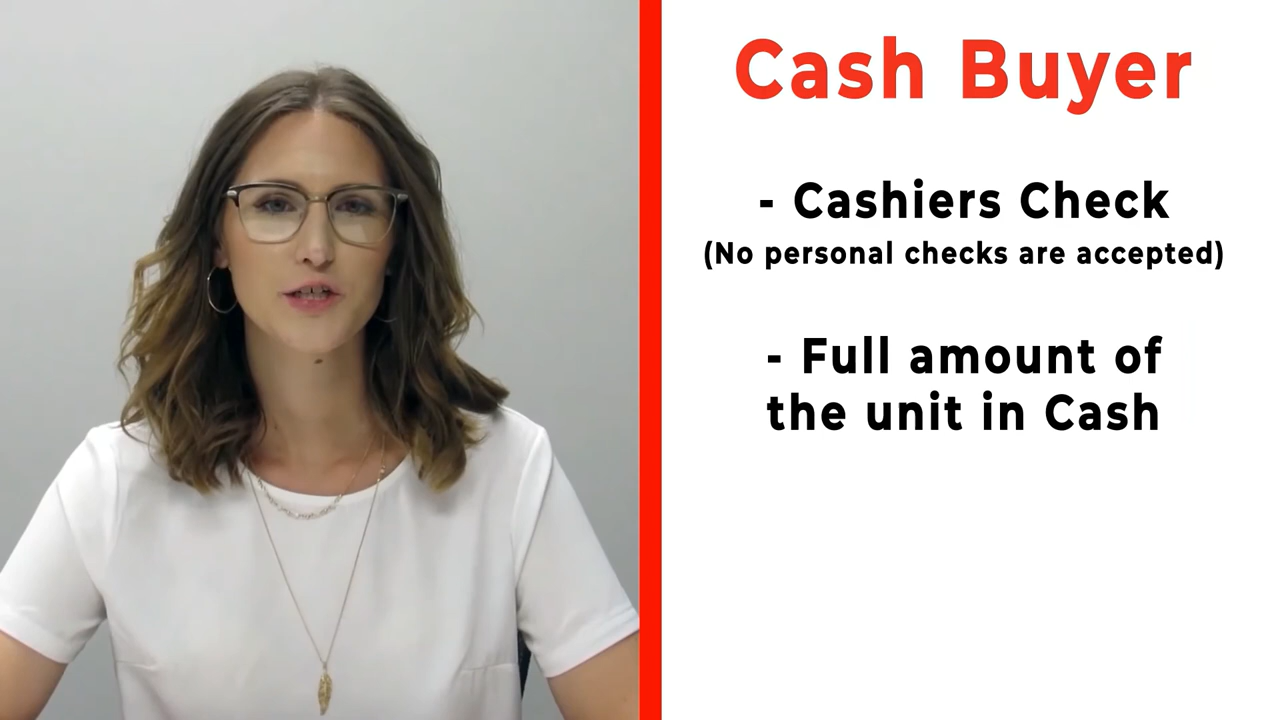 Cash Buyer
- Cashiers Check
(No personal checks are accepted)
- Full amount of
the unit in Cash